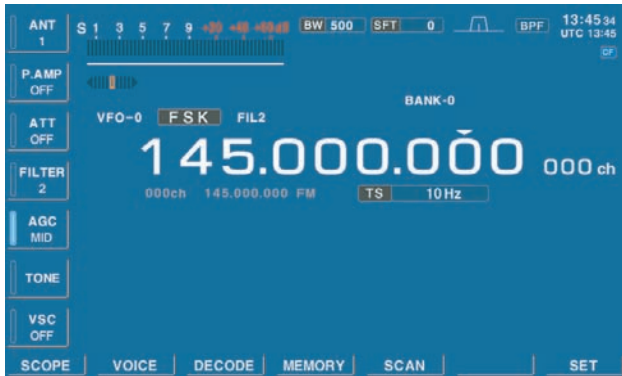 ANT
1
S 1 3 5 7 9 +20 +40 +60dB
BW 500
SFT 0
BPF
13:45 34
UTC 13:45
CF
P.AMP
OFF
BANK-0
VFO-0 FSK FIL2
ATT
OFF
145.000.000 000 ch
FILTER
2
000ch 145.000.000 FM
TS 10Hz
AGC
MID
TONE
VSC
OFF
SCOPE VOICE DECODE MEMORY SCAN SET